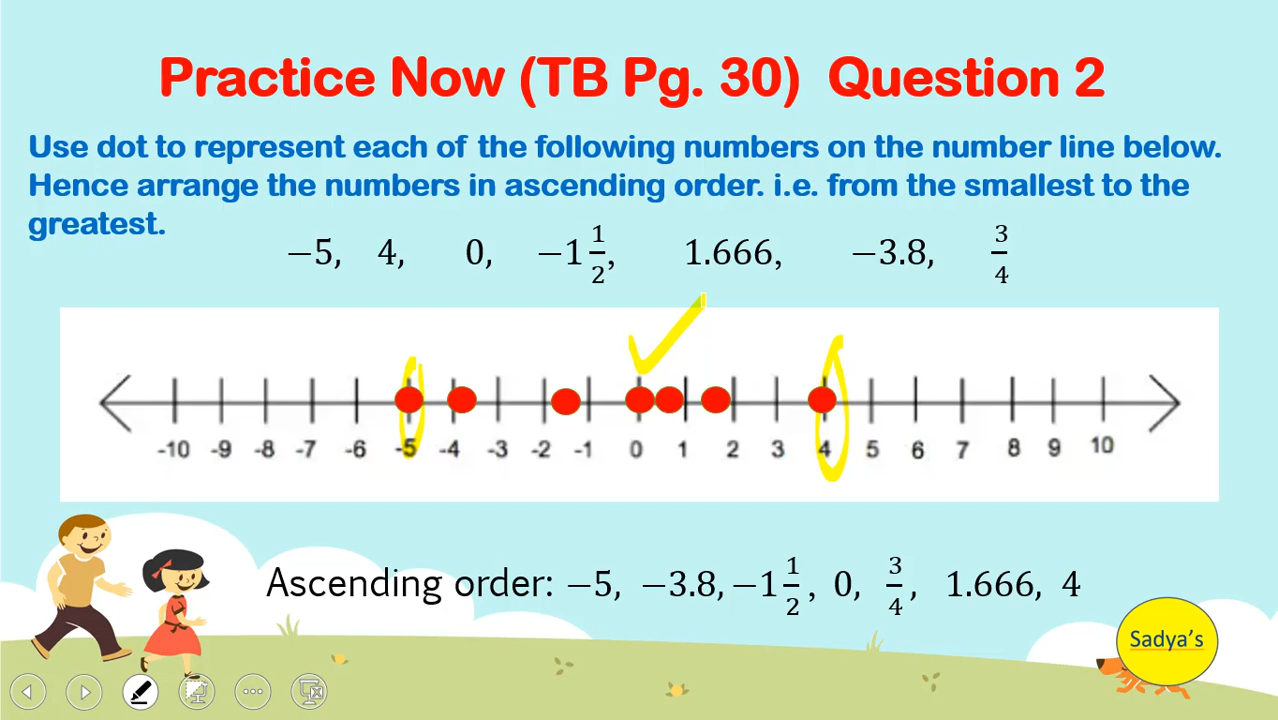 Practice Now (TB Pg. 30) Question 2
Use dot to represent each of the following numbers on the number line below.
Hence arrange the numbers in ascending order. i.e. from the smallest to the
greatest.
−5, 4, 0, −1 1/2, 1.666, −3.8, 3/4
-10 -9 -8 -7 -6 -5 -4 -3 -2 -1 0 1 2 3 4 5 6 7 8 9 10
Ascending order: −5, −3.8, −1 1/2, 0, 3/4, 1.666, 4
Sadya's